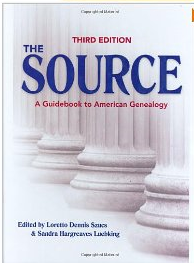 THIRD EDITION
THE
SOURCE
A Guidebook to American Genealogy
Edited by Loretto Dennis Szucs
& Sandra Hargreaves Luebking